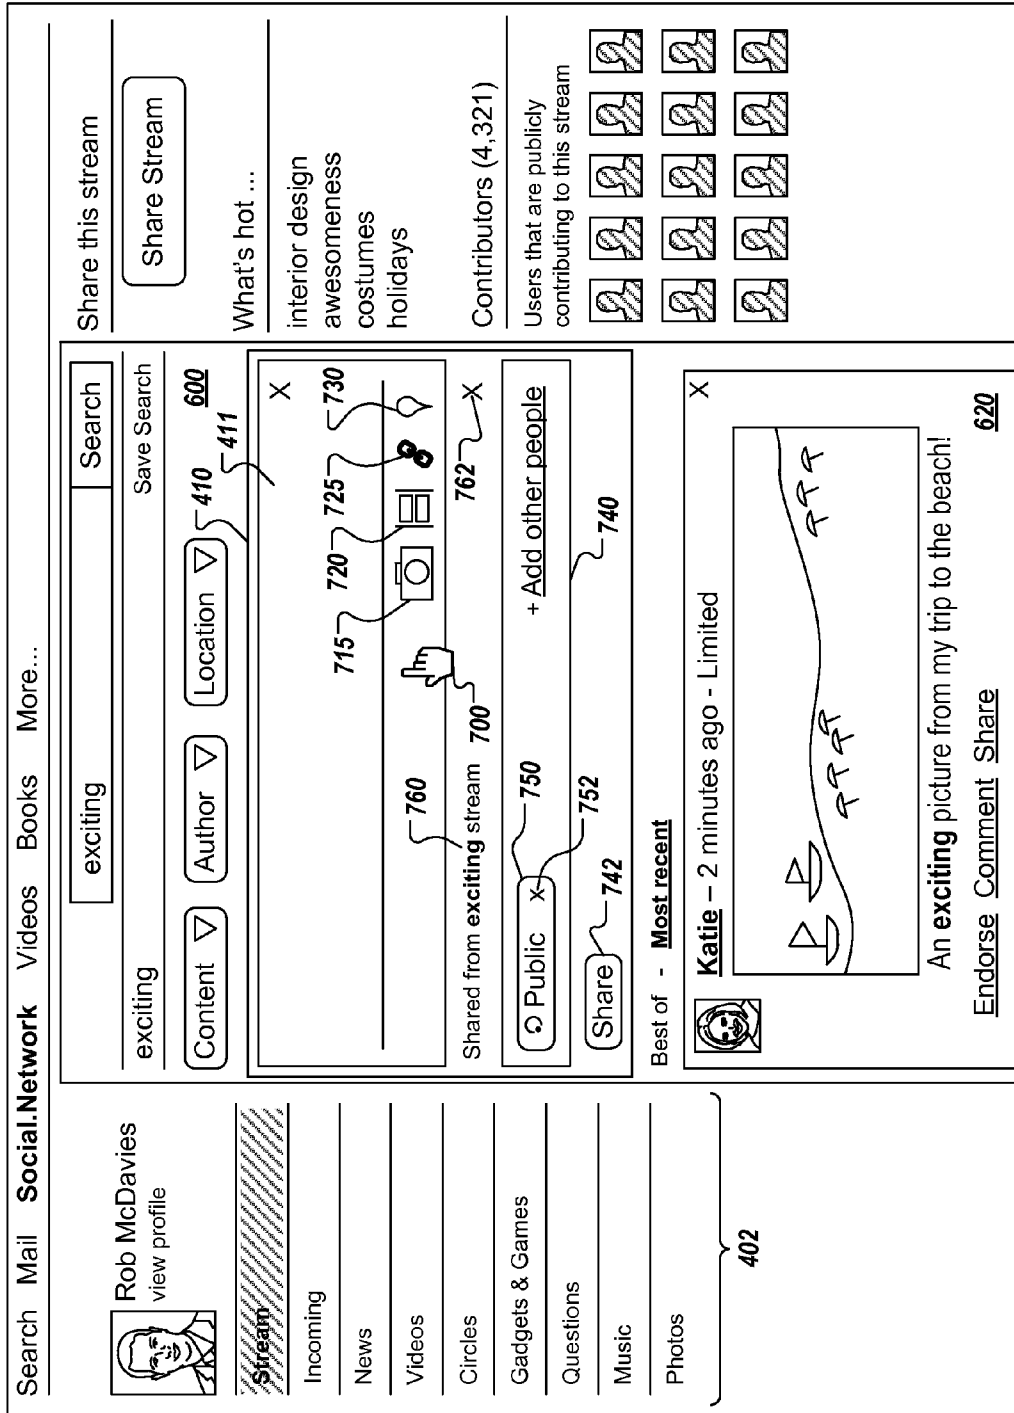 Search Mail Social.Network Videos Books More...
Rob McDavies
view profile
Stream
Incoming
News
Videos
Circles
Gadgets & Games
Questions
Music
Photos
402
exciting Search
exciting Save Search
Content Author Location 600
410
411
X
715 720 725 730
700
760
Shared from exciting stream 762 X
Public x + Add other people
750
752
740
Share 742
Best of - Most recent
Katie – 2 minutes ago - Limited X
An exciting picture from my trip to the beach!
Endorse Comment Share 620
Share this stream
Share Stream
What's hot ...
interior design
awesomeness
costumes
holidays
Contributors (4,321)
Users that are publicly
contributing to this stream